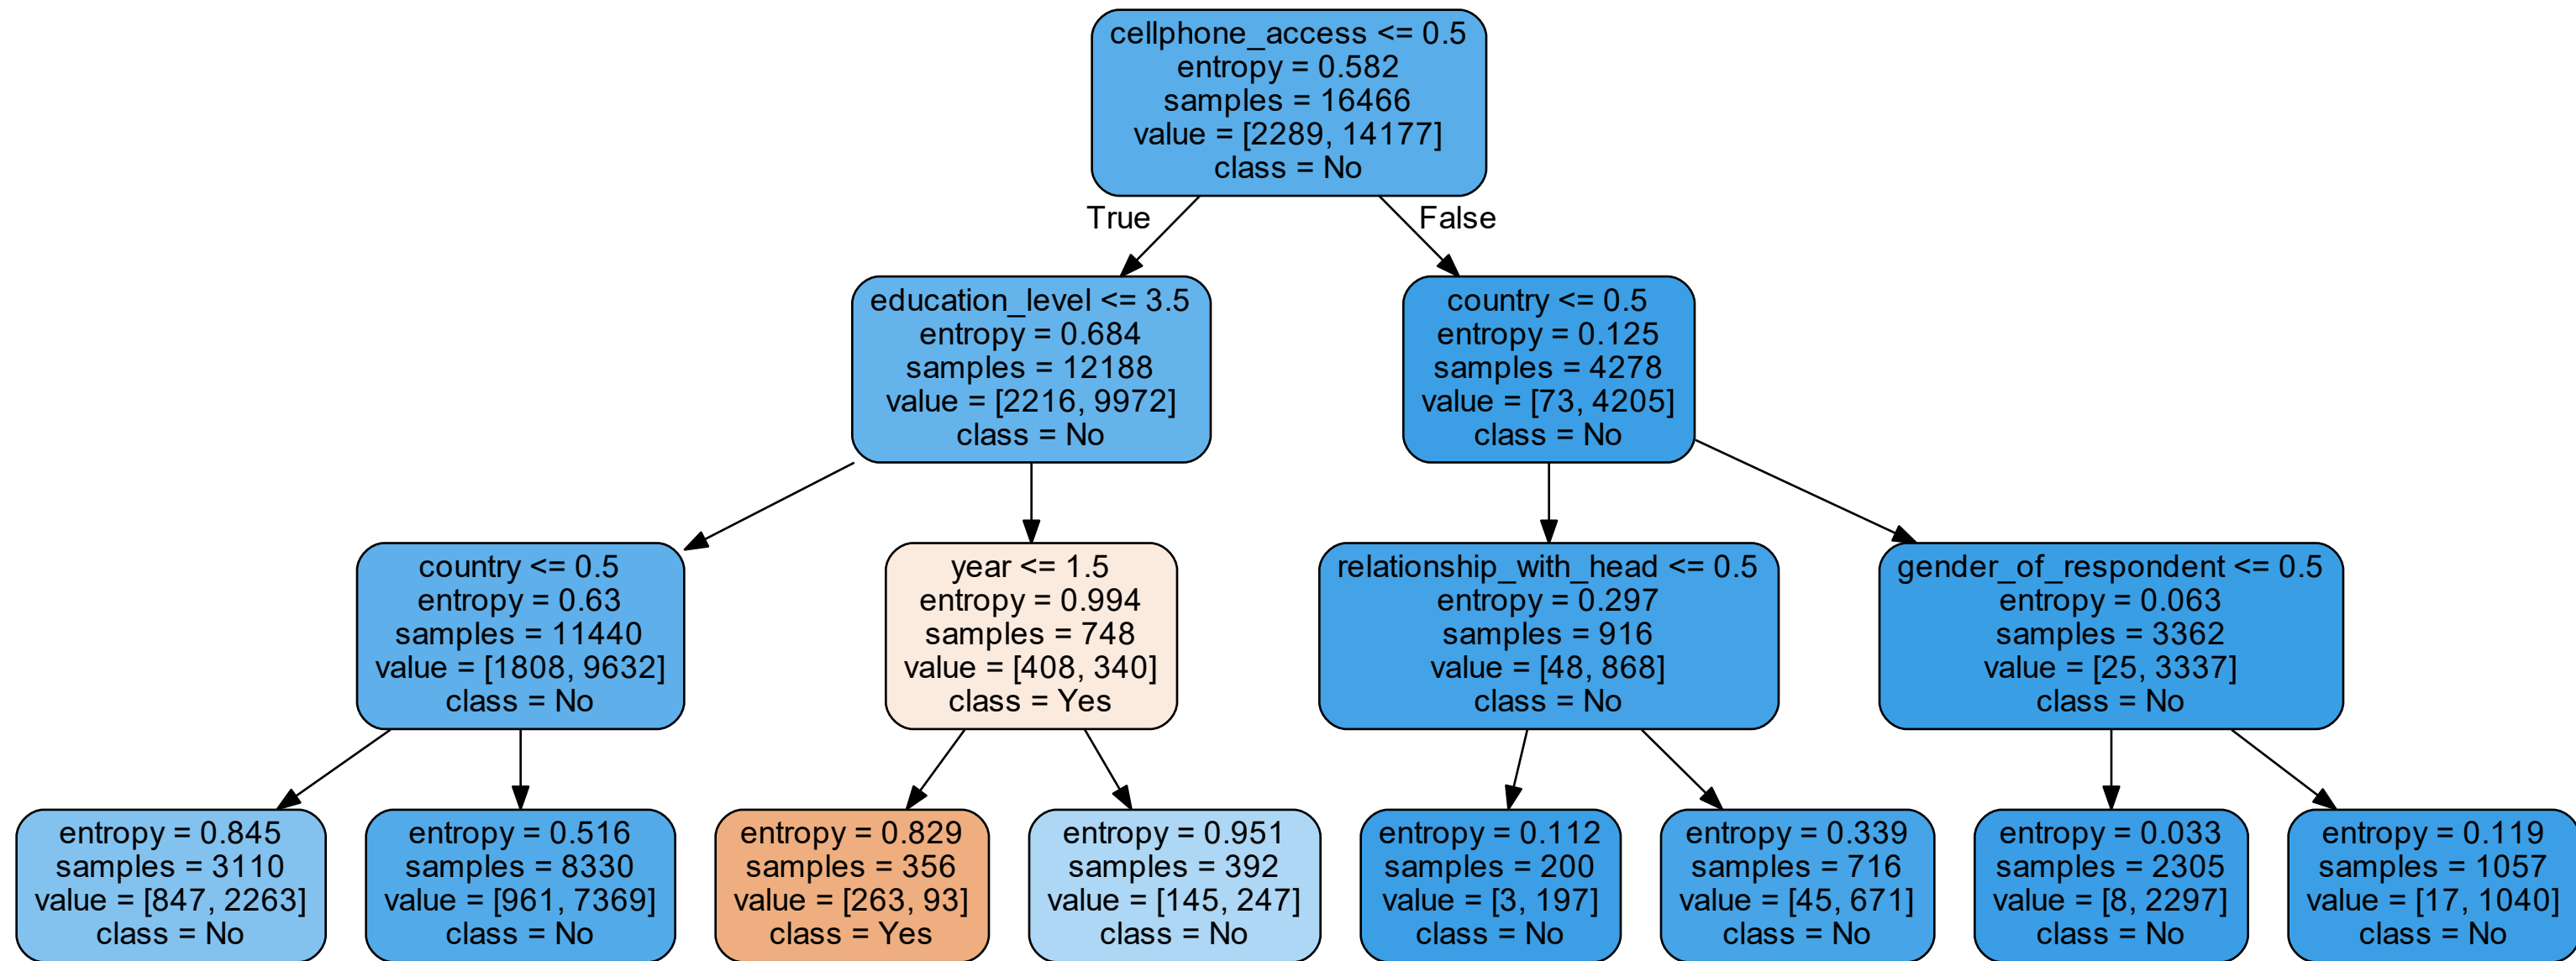 cellphone_access <= 0.5
entropy = 0.582
samples = 16466
value = [2289, 14177]
class = No
True
False
education_level <= 3.5
entropy = 0.684
samples = 12188
value = [2216, 9972]
class = No
country <= 0.5
entropy = 0.125
samples = 4278
value = [73, 4205]
class = No
country <= 0.5
entropy = 0.63
samples = 11440
value = [1808, 9632]
class = No
year <= 1.5
entropy = 0.994
samples = 748
value = [408, 340]
class = Yes
relationship_with_head <= 0.5
entropy = 0.297
samples = 916
value = [48, 868]
class = No
gender_of_respondent <= 0.5
entropy = 0.063
samples = 3362
value = [25, 3337]
class = No
entropy = 0.845
samples = 3110
value = [847, 2263]
class = No
entropy = 0.516
samples = 8330
value = [961, 7369]
class = No
entropy = 0.829
samples = 356
value = [263, 93]
class = Yes
entropy = 0.951
samples = 392
value = [145, 247]
class = No
entropy = 0.112
samples = 200
value = [3, 197]
class = No
entropy = 0.339
samples = 716
value = [45, 671]
class = No
entropy = 0.033
samples = 2305
value = [8, 2297]
class = No
entropy = 0.119
samples = 1057
value = [17, 1040]
class = No